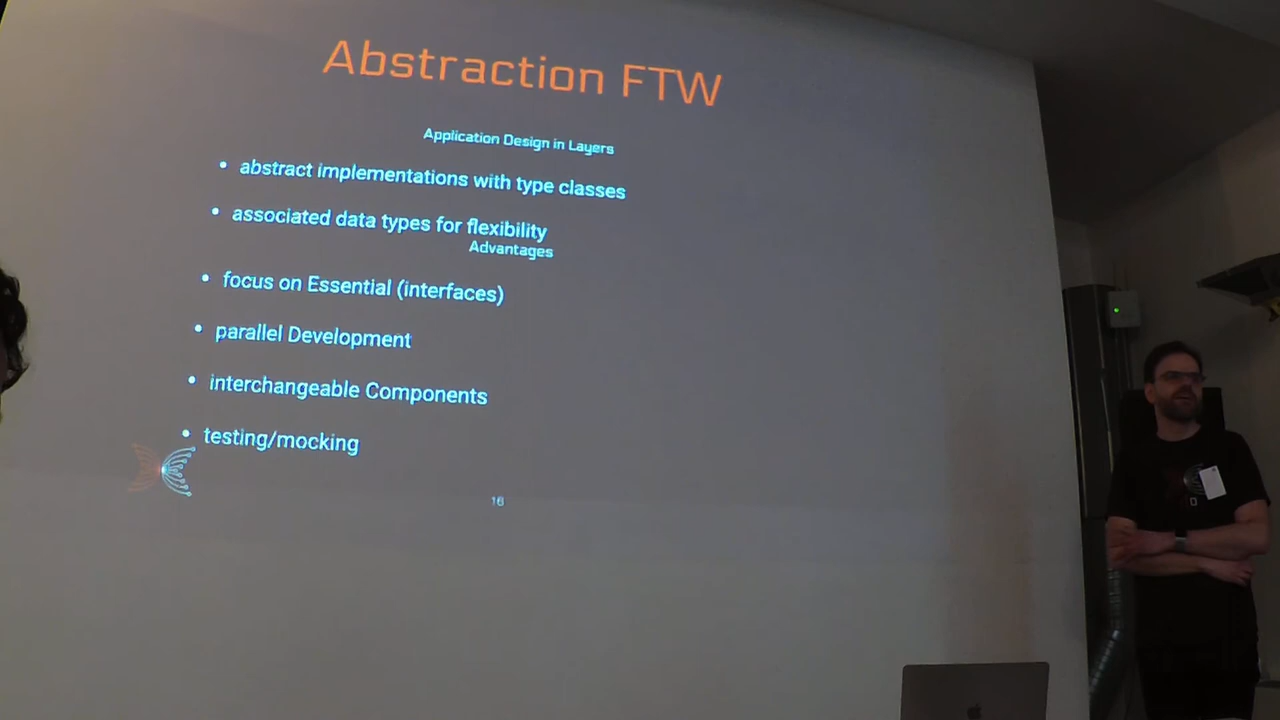 Abstraction FTW
Application Design in Layers
• abstract implementations with type classes
• associated data types for flexibility
Advantages
• focus on Essential (interfaces)
• parallel Development
• interchangeable Components
• testing/mocking
16